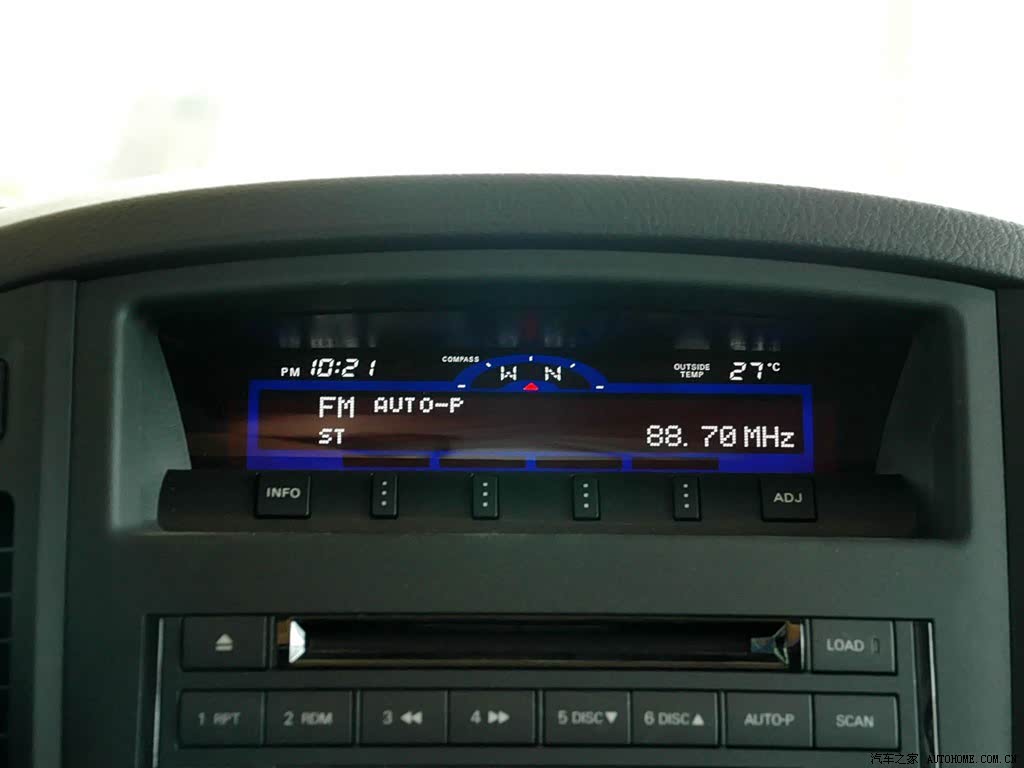 PM 10:21 COMPASS W N OUTSIDE TEMP 27°C
FM AUTO-P
ST 88.70MHz
INFO ADJ
LOAD
1 RPT 2 RDM 3 ◀◀ 4 ▶▶ 5 DISC▼ 6 DISC▲ AUTO-P SCAN
汽车之家 AUTOHOME.COM.CN